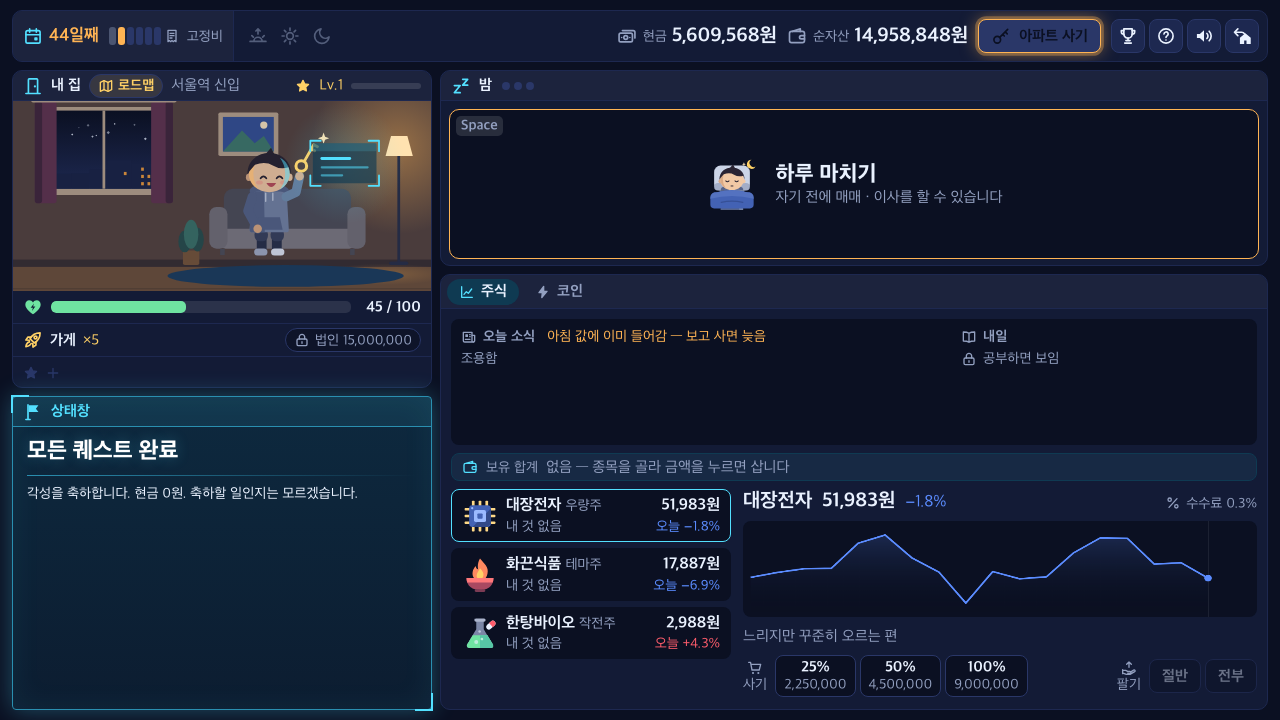 44일째
고정비
현금 5,609,568원
순자산 14,958,848원
아파트 사기
내 집
로드맵
서울역 신입
Lv.1
45 / 100
가게 ×5
법인 15,000,000
상태창
모든 퀘스트 완료
각성을 축하합니다. 현금 0원. 축하할 일인지는 모르겠습니다.
밤
Space
하루 마치기
자기 전에 매매 · 이사를 할 수 있습니다
주식
코인
오늘 소식 아침 값에 이미 들어감 — 보고 사면 늦음
조용함
내일
공부하면 보임
보유 합계 없음 — 종목을 골라 금액을 누르면 삽니다
대장전자 우량주 51,983원
내 것 없음 오늘 −1.8%
화끈식품 테마주 17,887원
내 것 없음 오늘 −6.9%
한탕바이오 작전주 2,988원
내 것 없음 오늘 +4.3%
대장전자 51,983원 −1.8%
수수료 0.3%
느리지만 꾸준히 오르는 편
사기
25%
2,250,000
50%
4,500,000
100%
9,000,000
팔기
절반
전부